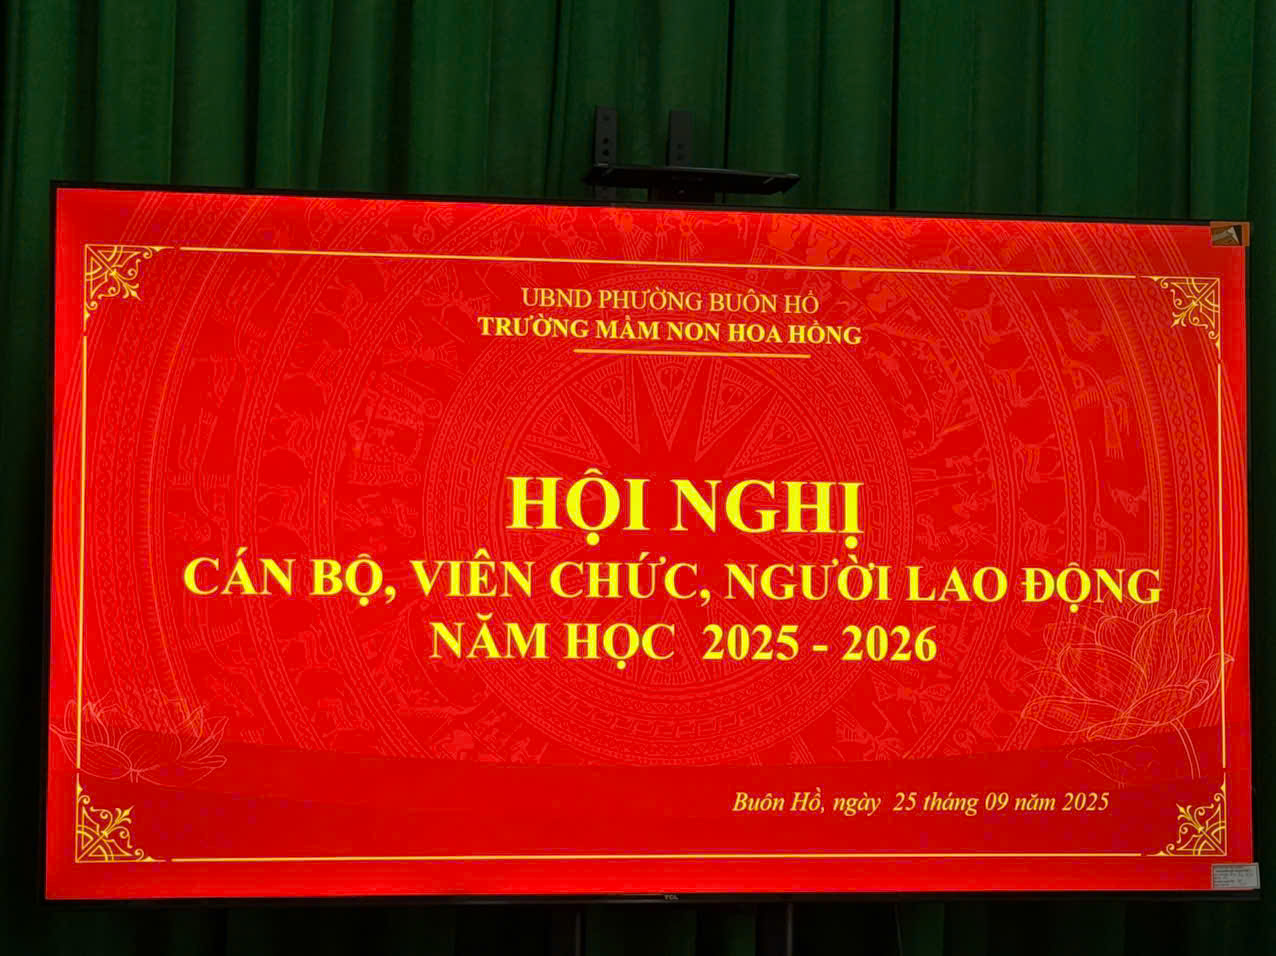 UBND PHƯỜNG BUÔN HỒ
TRƯỜNG MẦM NON HOA HỒNG
HỘI NGHỊ
CÁN BỘ, VIÊN CHỨC, NGƯỜI LAO ĐỘNG
NĂM HỌC 2025 - 2026
Buôn Hồ, ngày 25 tháng 09 năm 2025
TCL